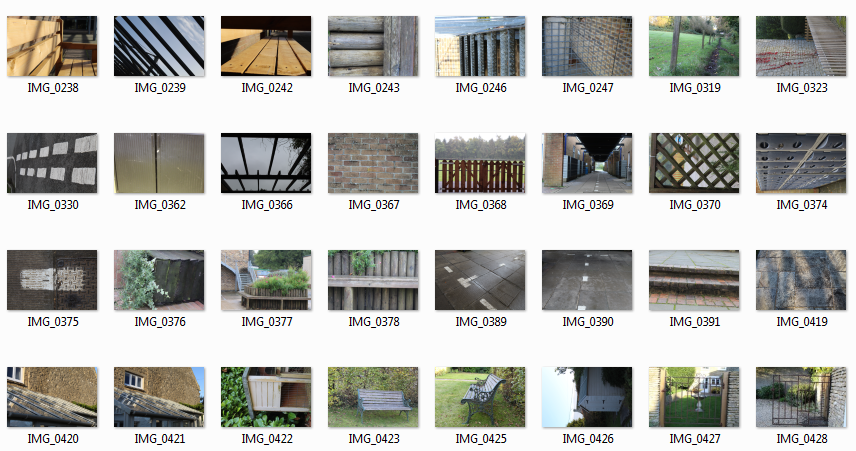 IMG_0238 IMG_0239 IMG_0242 IMG_0243 IMG_0246 IMG_0247 IMG_0319 IMG_0323
IMG_0330 IMG_0362 IMG_0366 IMG_0367 IMG_0368 IMG_0369 IMG_0370 IMG_0374
IMG_0375 IMG_0376 IMG_0377 IMG_0378 IMG_0389 IMG_0390 IMG_0391 IMG_0419
IMG_0420 IMG_0421 IMG_0422 IMG_0423 IMG_0425 IMG_0426 IMG_0427 IMG_0428